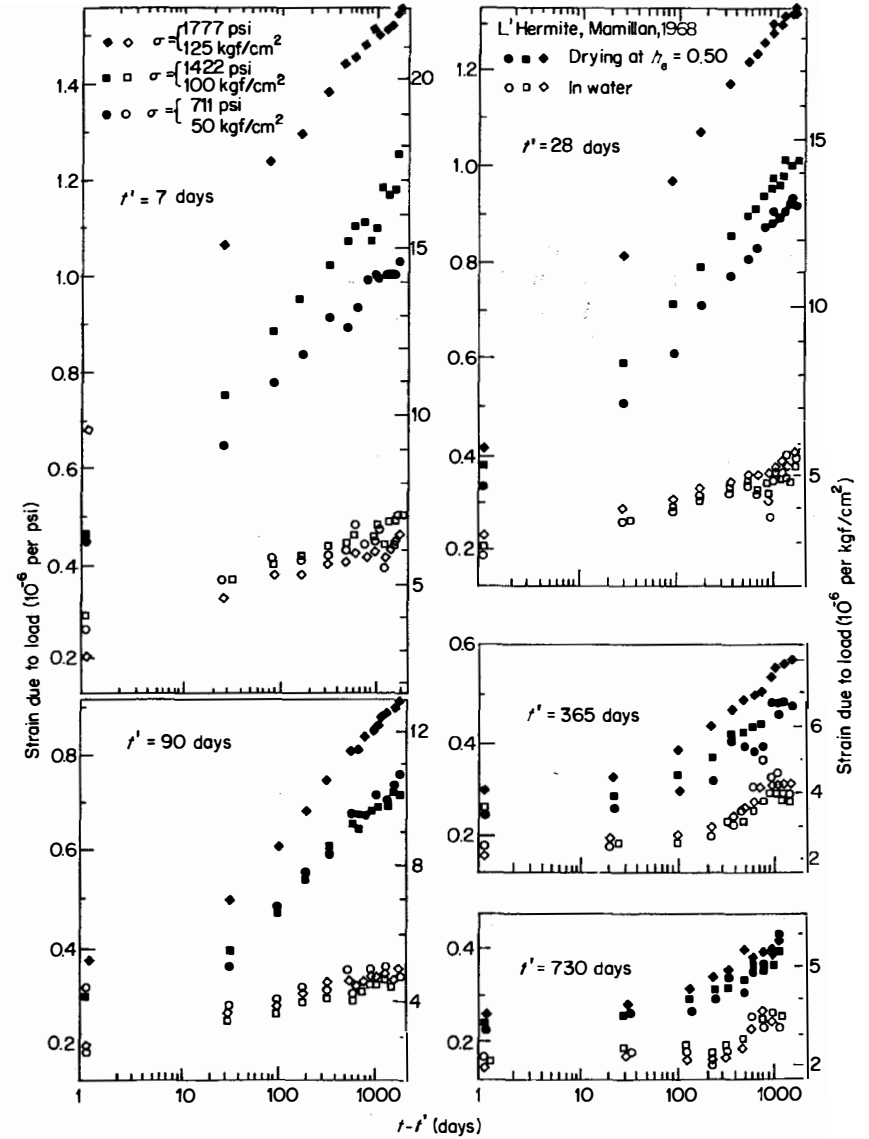 1777 psi
σ = { 125 kgf/cm²
1422 psi
σ = { 100 kgf/cm²
711 psi
σ = { 50 kgf/cm²
t' = 7 days
1.4
1.2
1.0
0.8
0.6
0.4
0.2
20
15
10
5
L'Hermite, Mamillan, 1968
Drying at hₑ = 0.50
In water
t' = 28 days
1.2
1.0
0.8
0.6
0.4
0.2
15
10
5
t' = 90 days
0.8
0.6
0.4
0.2
12
8
4
1 10 100 1000
t' = 365 days
0.6
0.4
0.2
6
4
2
t' = 730 days
0.4
0.2
5
2
1 10 100 1000
t-t' (days)
Strain due to load (10⁻⁶ per psi)
Strain due to load (10⁻⁶ per kgf/cm²)